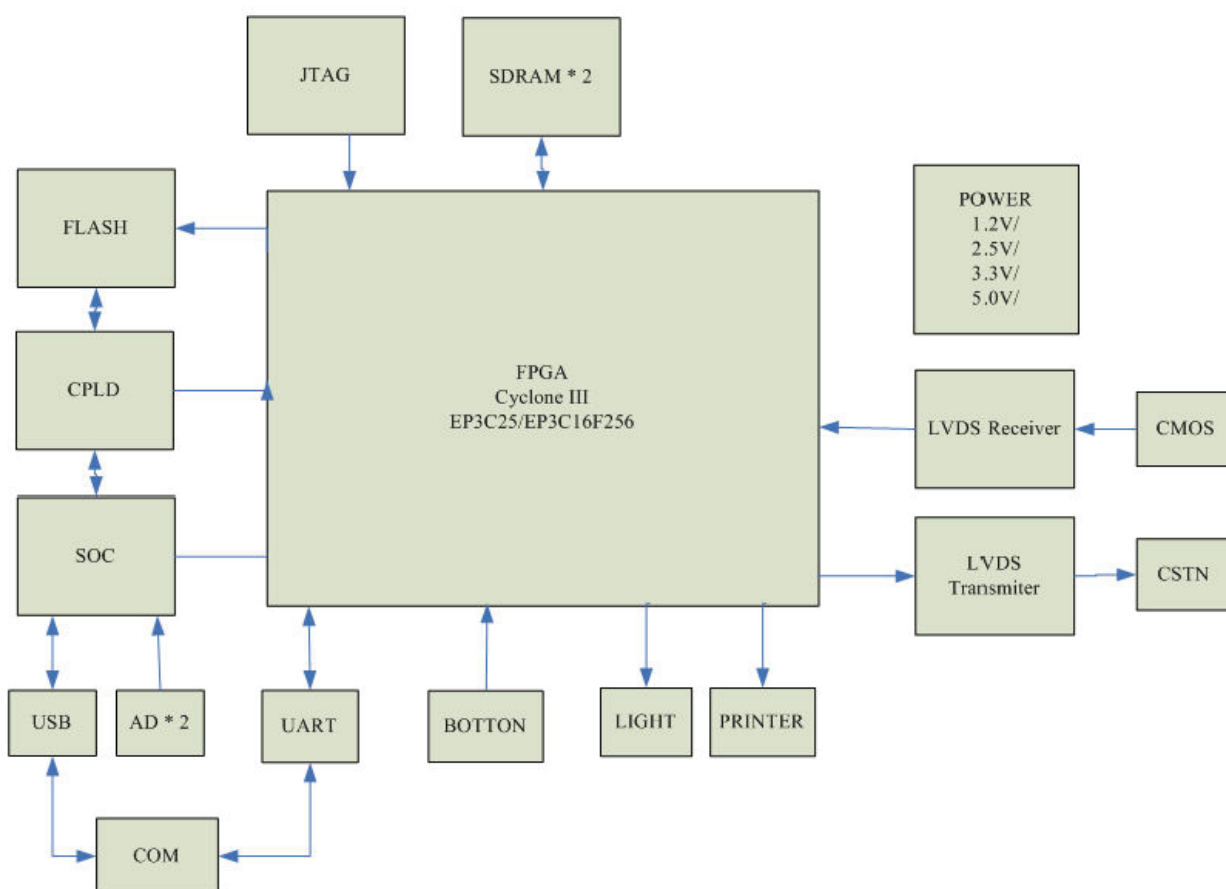 JTAG
SDRAM * 2
FLASH
POWER
1.2V/
2.5V/
3.3V/
5.0V/
CPLD
FPGA
Cyclone III
EP3C25/EP3C16F256
LVDS Receiver
CMOS
SOC
LVDS
Transmiter
CSTN
USB
AD * 2
UART
BOTTON
LIGHT
PRINTER
COM